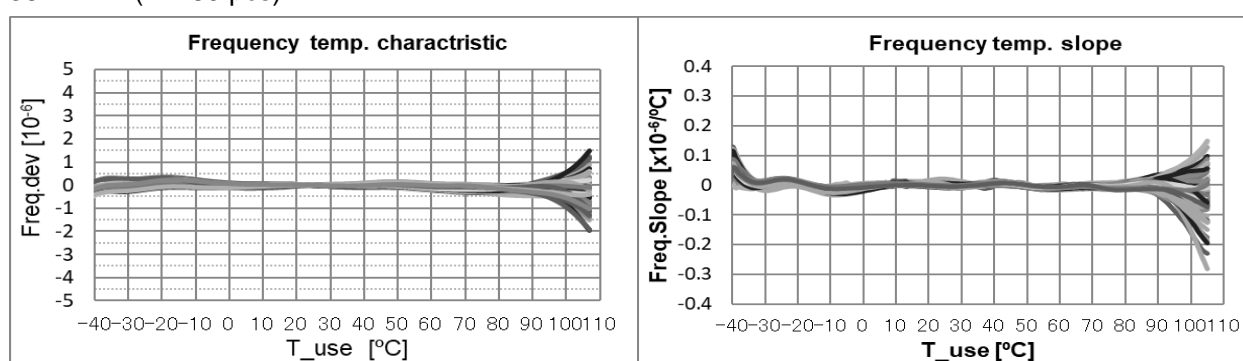 Frequency temp. charactristic
Freq.dev [10⁻⁶]
5
4
3
2
1
0
-1
-2
-3
-4
-5
-40-30-20-10 0 10 20 30 40 50 60 70 80 90 100110
T_use [ºC]
Frequency temp. slope
Freq.Slope [x10⁻⁶/ºC]
0.4
0.3
0.2
0.1
0
-0.1
-0.2
-0.3
-0.4
-40-30-20-10 0 10 20 30 40 50 60 70 80 90 100110
T_use [ºC]